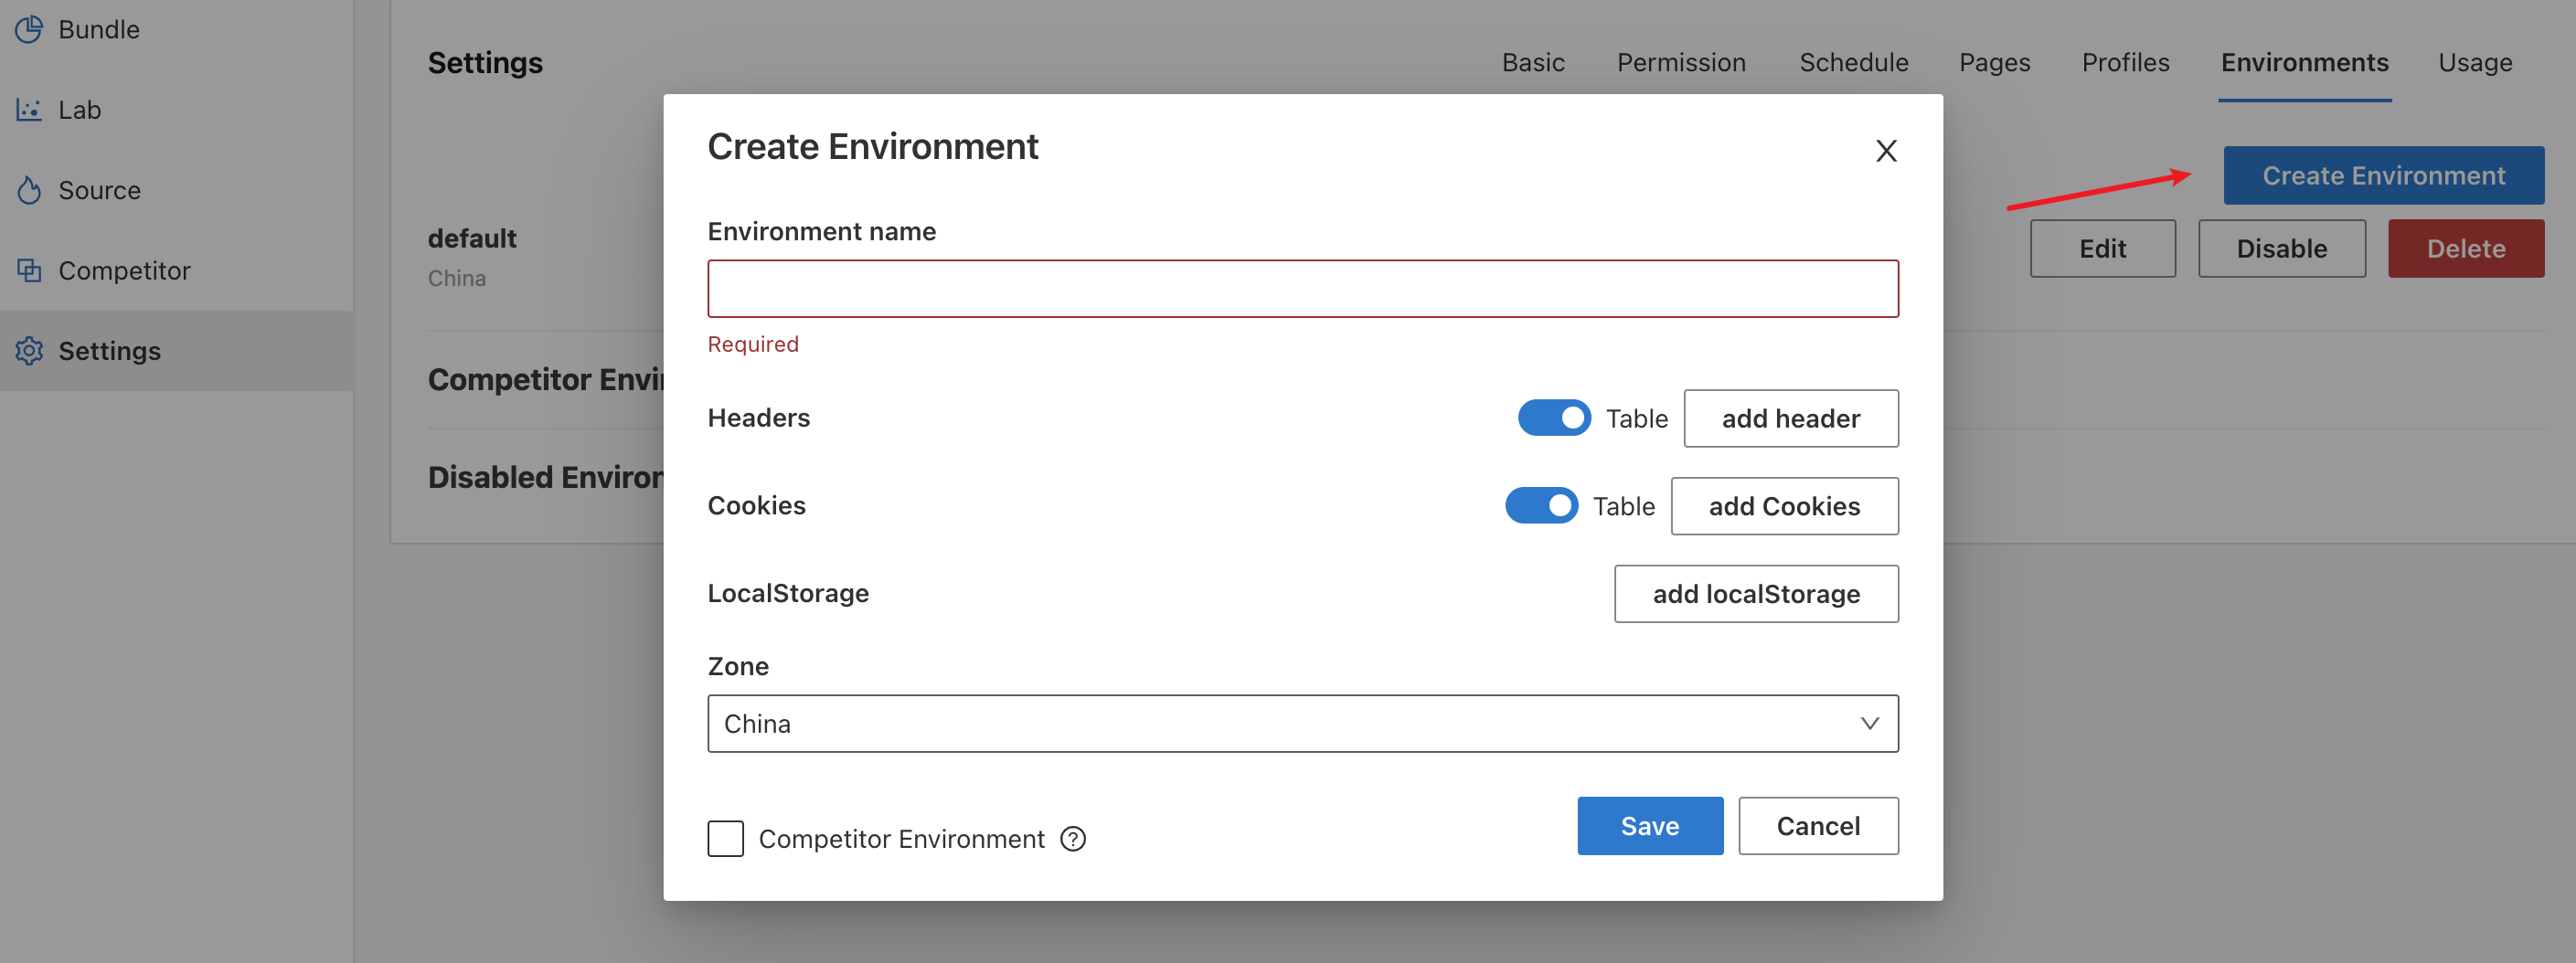 Bundle
Lab
Source
Competitor
Settings
Settings
Basic Permission Schedule Pages Profiles Environments Usage
Create Environment
default
China
Edit Disable Delete
Competitor Envi
Disabled Environ
Create Environment
Environment name
Required
Headers Table add header
Cookies Table add Cookies
LocalStorage add localStorage
Zone
China
Competitor Environment ? Save Cancel